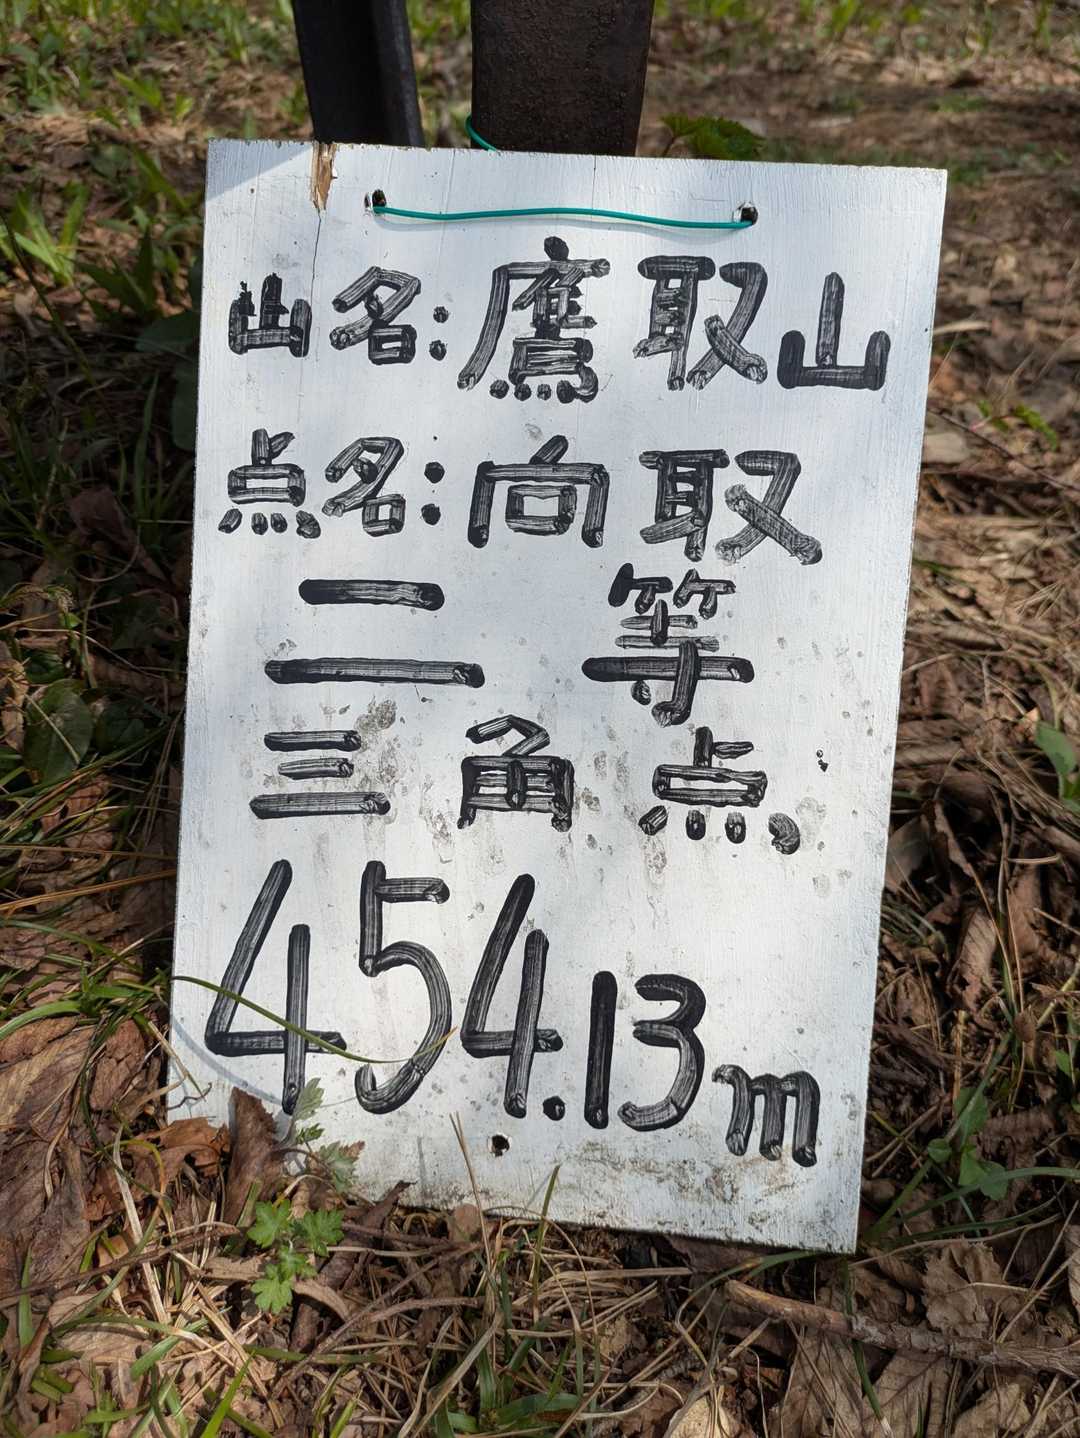 山名:鷹取山
点名:向取
二等
三角点
454.13m